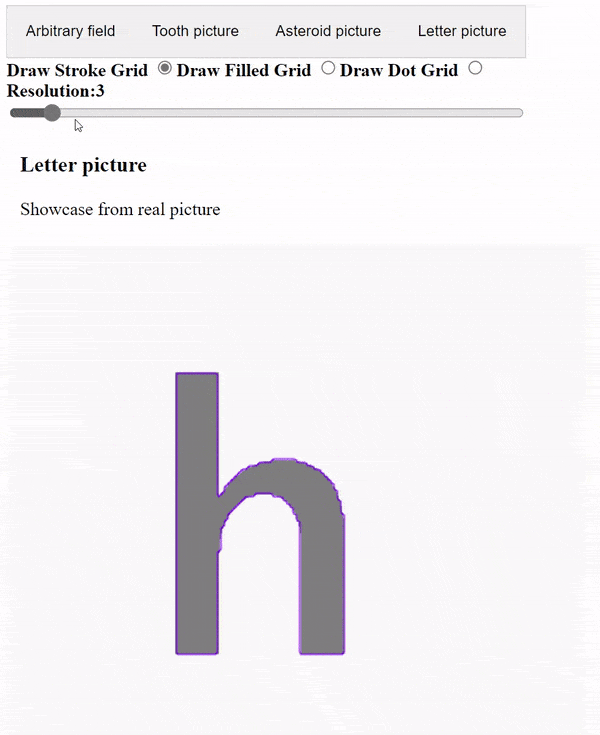 Arbitrary field Tooth picture Asteroid picture Letter picture
Draw Stroke Grid Draw Filled Grid Draw Dot Grid
Resolution:3
Letter picture
Showcase from real picture
h